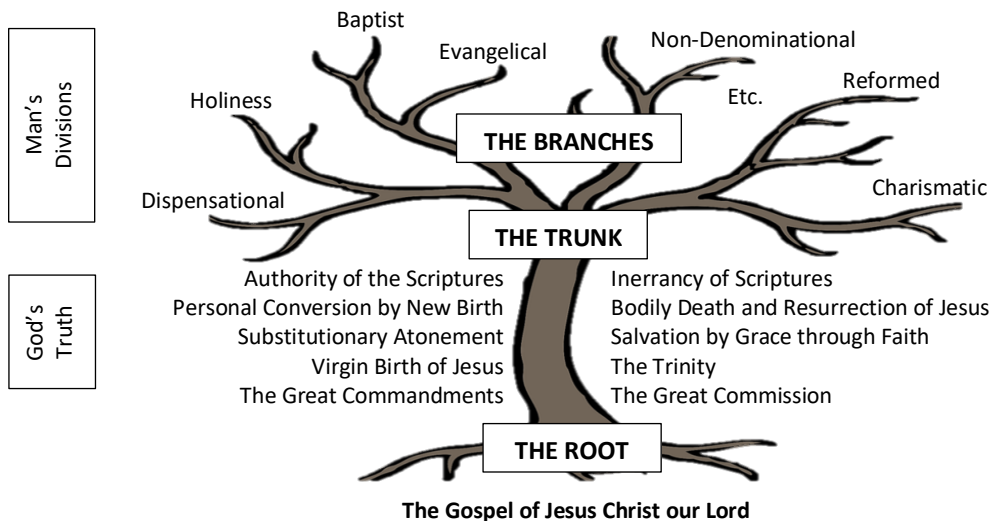 Baptist
Non-Denominational
Evangelical
Reformed
Etc.
Holiness
Man's
Divisions
THE BRANCHES
Charismatic
Dispensational
THE TRUNK
God's
Truth
Authority of the Scriptures
Personal Conversion by New Birth
Substitutionary Atonement
Virgin Birth of Jesus
The Great Commandments
Inerrancy of Scriptures
Bodily Death and Resurrection of Jesus
Salvation by Grace through Faith
The Trinity
The Great Commission
THE ROOT
The Gospel of Jesus Christ our Lord